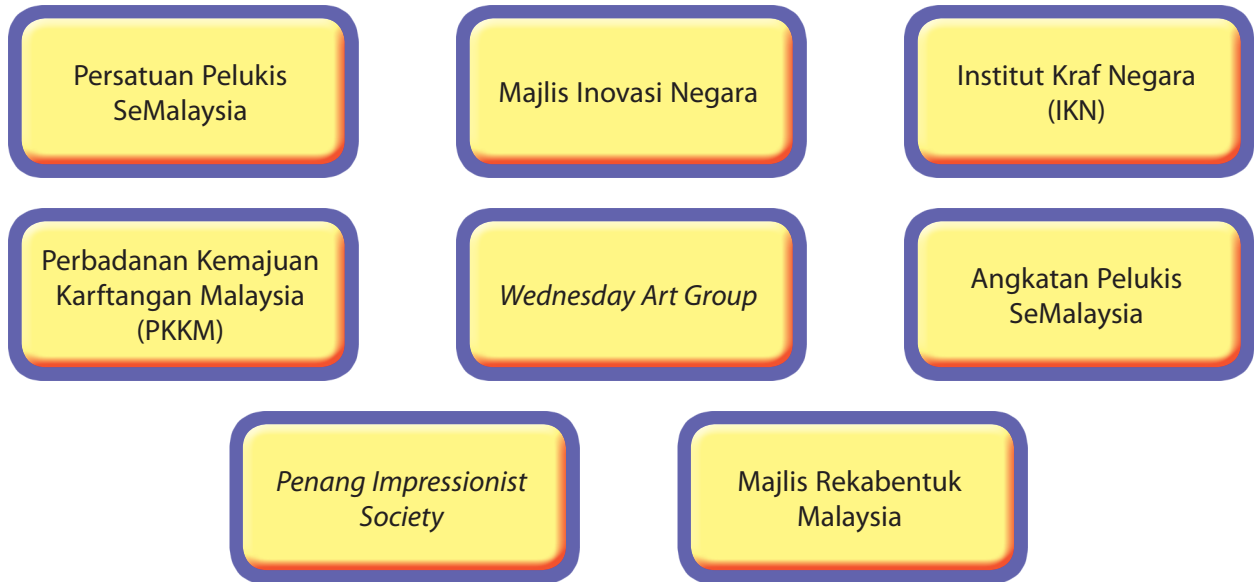 Persatuan Pelukis
SeMalaysia
Majlis Inovasi Negara
Institut Kraf Negara
(IKN)
Perbadanan Kemajuan
Karftangan Malaysia
(PKKM)
Wednesday Art Group
Angkatan Pelukis
SeMalaysia
Penang Impressionist
Society
Majlis Rekabentuk
Malaysia